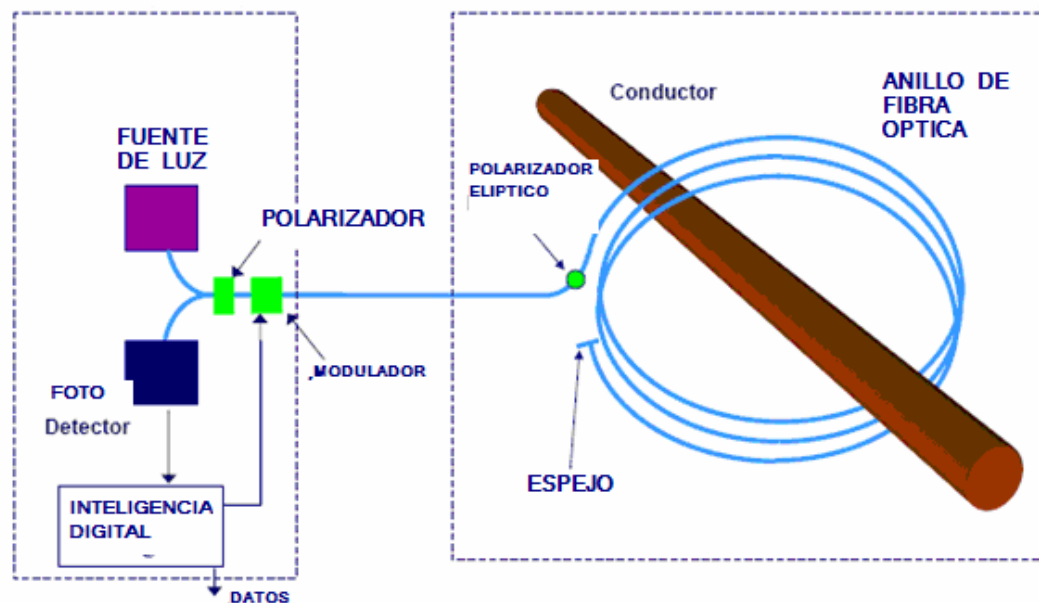 FUENTE
DE LUZ
POLARIZADOR
MODULADOR
FOTO
Detector
INTELIGENCIA
DIGITAL
DATOS
Conductor
ANILLO DE
FIBRA
OPTICA
POLARIZADOR
ELIPTICO
ESPEJO